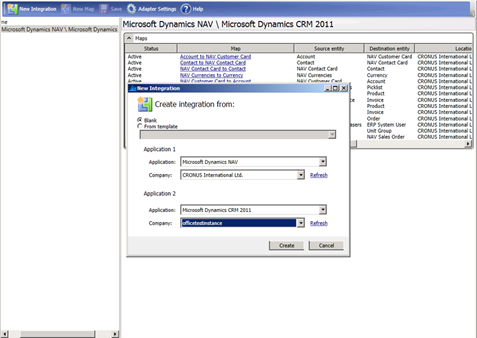 New Integration New Map Save Adapter Settings Help
me
Microsoft Dynamics NAV \ Microsoft Dynamics
Microsoft Dynamics NAV \ Microsoft Dynamics CRM 2011
Maps
Status Map Source entity Destination entity Locatio
Active Account to NAV Customer Card Account NAV Customer Card CRONUS International L
Active Contact to NAV Contact Card Contact NAV Contact Card CRONUS International L
Active NAV Contact Card to Contact NAV Contact Card Contact CRONUS International L
Active NAV Currencies to Currency NAV Currencies Currency CRONUS International L
Active NAV Customer Card to Account NAV Customer Card Account CRONUS International L
Picklist CRONUS International L
Product CRONUS International L
Invoice CRONUS International L
Product CRONUS International L
Invoice CRONUS International L
Order CRONUS International L
asers ERP System User CRONUS International L
Unit Group CRONUS International L
NAV Sales Order CRONUS International L
New Integration
Create integration from:
Blank
From template
Application 1
Application: Microsoft Dynamics NAV
Company: CRONUS International Ltd. Refresh
Application 2
Application: Microsoft Dynamics CRM 2011
Company: officetestinstance Refresh
Create Cancel